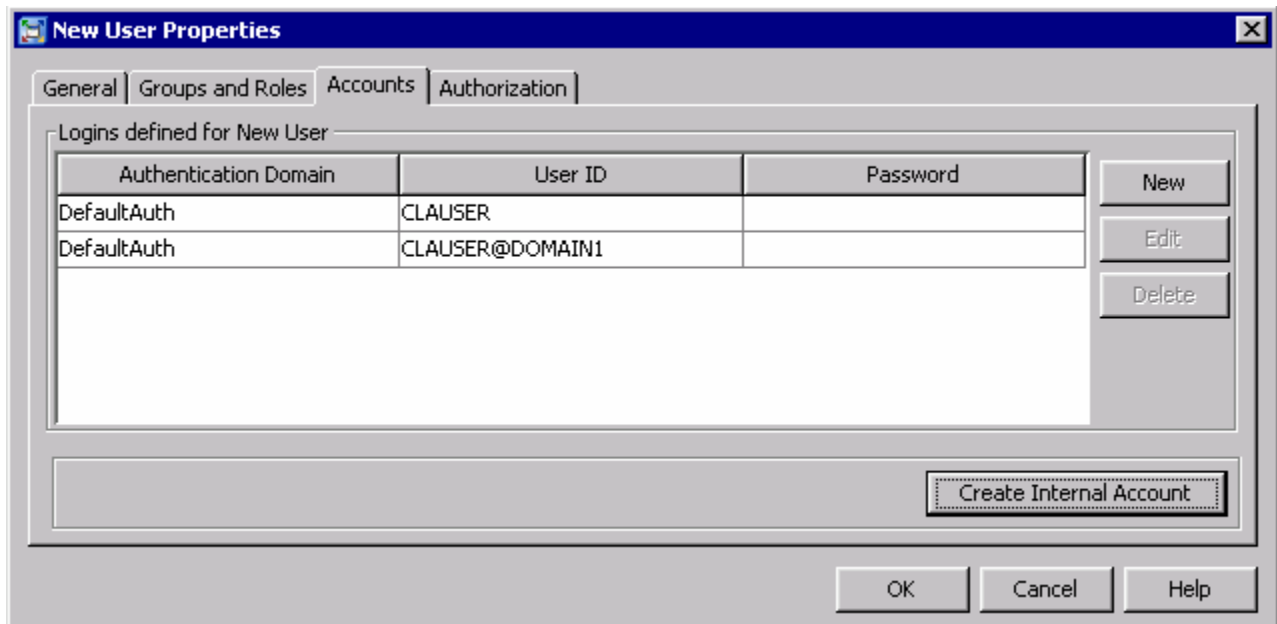 New User Properties
General Groups and Roles Accounts Authorization
Logins defined for New User
Authentication Domain User ID Password
New
DefaultAuth CLAUSER
Edit
DefaultAuth CLAUSER@DOMAIN1
Delete
Create Internal Account
OK Cancel Help